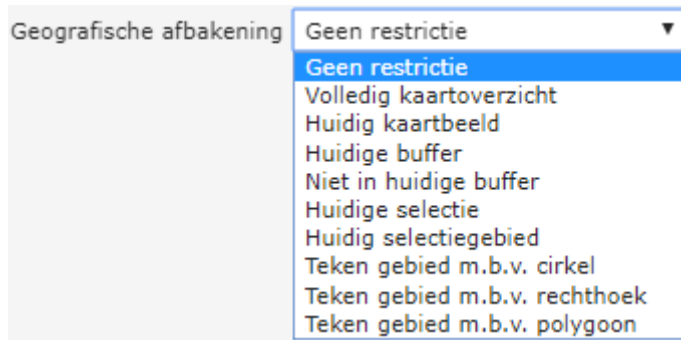 Geografische afbakening Geen restrictie
Geen restrictie
Volledig kaartoverzicht
Huidig kaartbeeld
Huidige buffer
Niet in huidige buffer
Huidige selectie
Huidig selectiegebied
Teken gebied m.b.v. cirkel
Teken gebied m.b.v. rechthoek
Teken gebied m.b.v. polygoon